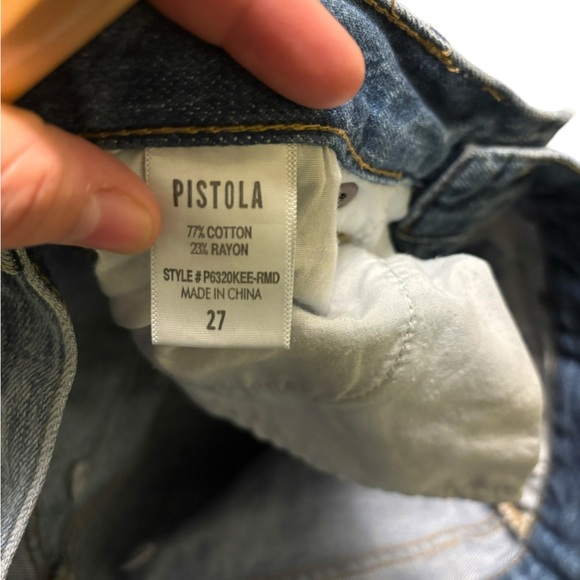 PISTOLA
77% COTTON
23% RAYON
STYLE # P6320KEE-RMD
MADE IN CHINA
27